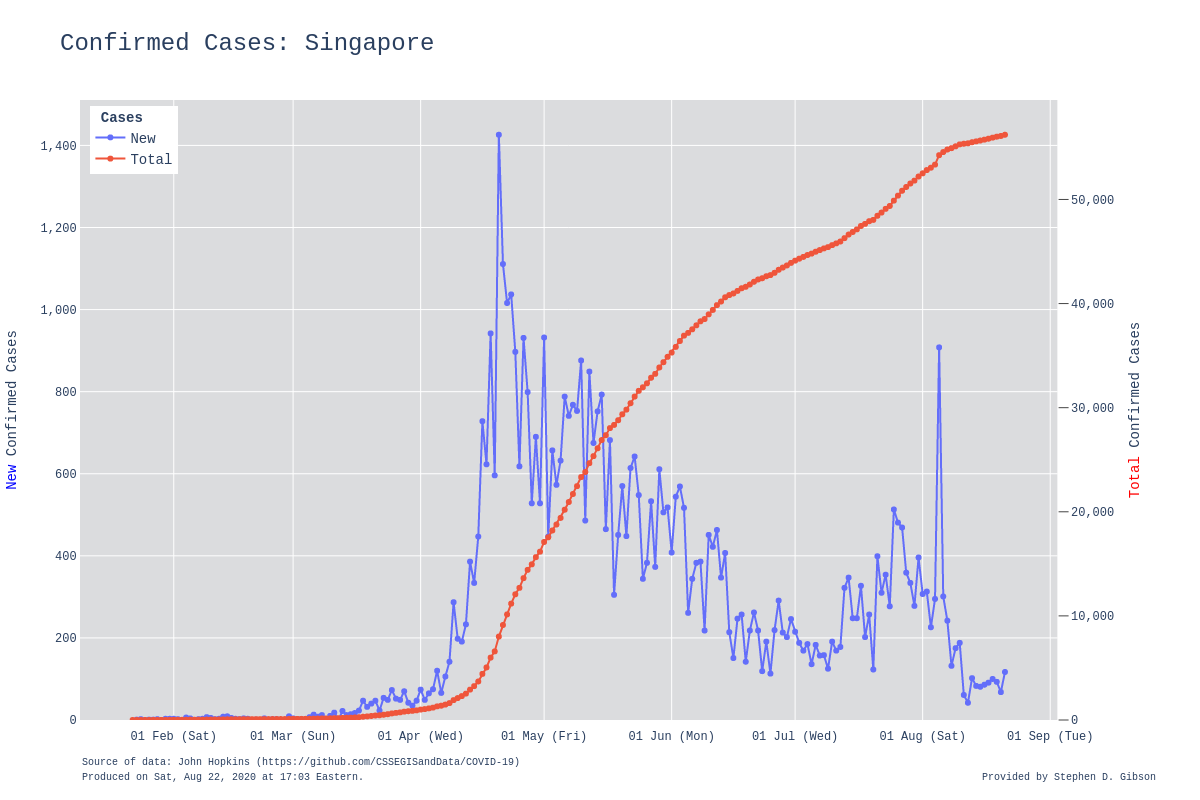 Confirmed Cases: Singapore
Cases
New
Total
1,400
1,200
1,000
800
600
400
200
0
New Confirmed Cases
50,000
40,000
30,000
20,000
10,000
0
Total Confirmed Cases
01 Feb (Sat) 01 Mar (Sun) 01 Apr (Wed) 01 May (Fri) 01 Jun (Mon) 01 Jul (Wed) 01 Aug (Sat) 01 Sep (Tue)
Source of data: John Hopkins (https://github.com/CSSEGISandData/COVID-19)
Produced on Sat, Aug 22, 2020 at 17:03 Eastern.
Provided by Stephen D. Gibson